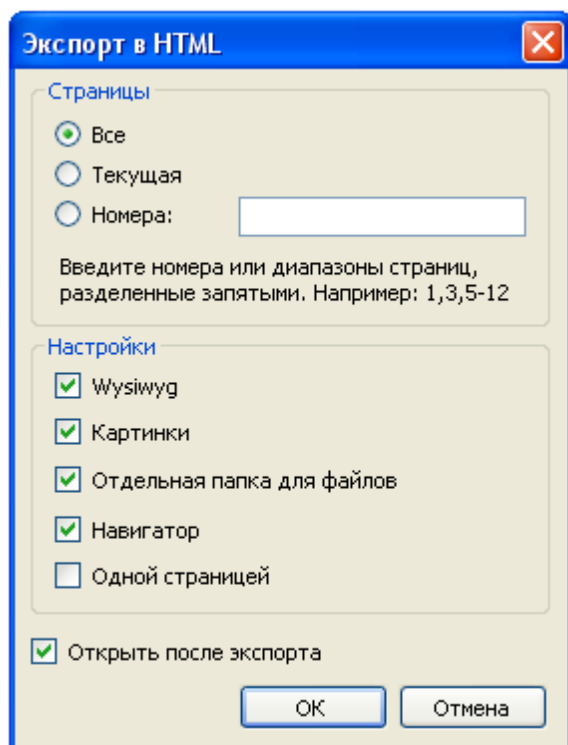 Экспорт в HTML
Страницы
Все
Текущая
Номера:
Введите номера или диапазоны страниц,
разделенные запятыми. Например: 1,3,5-12
Настройки
Wysiwyg
Картинки
Отдельная папка для файлов
Навигатор
Одной страницей
Открыть после экспорта
ОК
Отмена